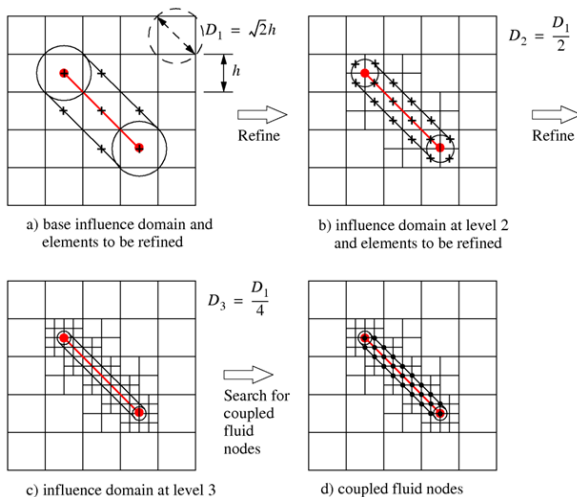 D₁ = √2h
h
Refine
D₂ = D₁/2
Refine
a) base influence domain and
elements to be refined
b) influence domain at level 2
and elements to be refined
D₃ = D₁/4
Search for
coupled
fluid
nodes
c) influence domain at level 3
d) coupled fluid nodes